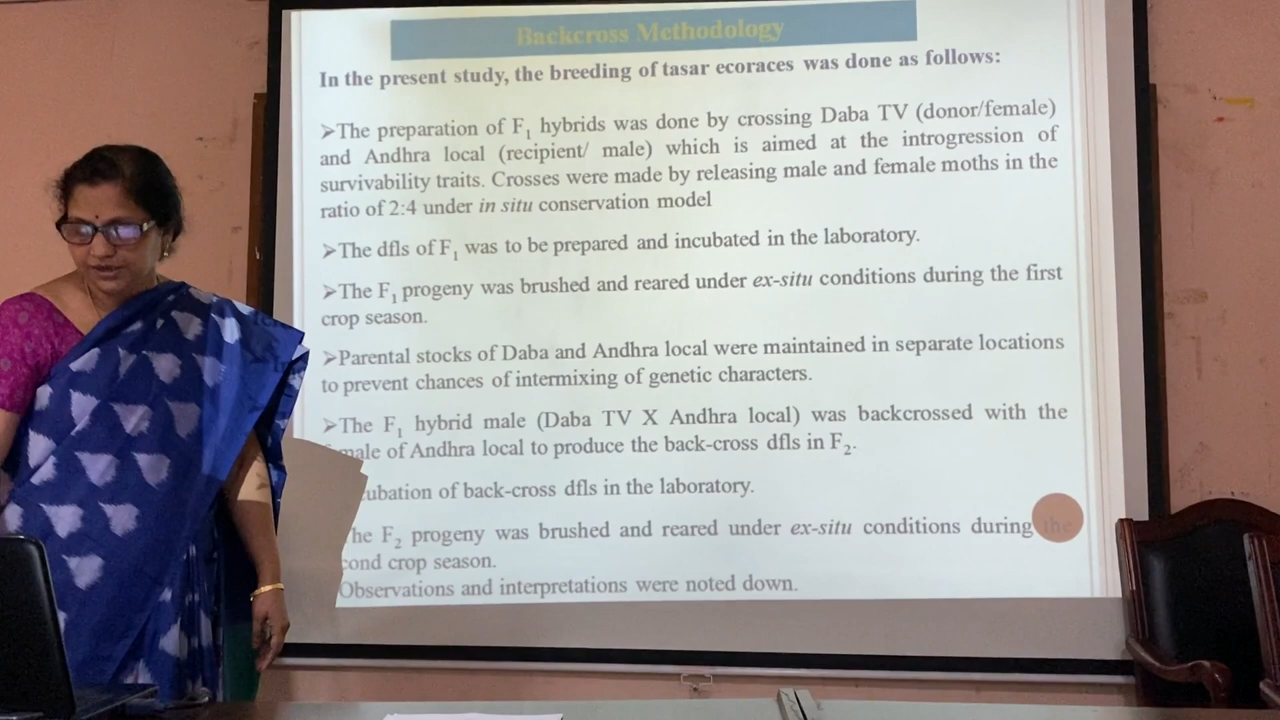 Backcross Methodology
In the present study, the breeding of tasar ecoraces was done as follows:
➢The preparation of F₁ hybrids was done by crossing Daba TV (donor/female)
and Andhra local (recipient/ male) which is aimed at the introgression of
survivability traits. Crosses were made by releasing male and female moths in the
ratio of 2:4 under in situ conservation model
➢The dfls of F₁ was to be prepared and incubated in the laboratory.
➢The F₁ progeny was brushed and reared under ex-situ conditions during the first
crop season.
➢Parental stocks of Daba and Andhra local were maintained in separate locations
to prevent chances of intermixing of genetic characters.
➢The F₁ hybrid male (Daba TV X Andhra local) was backcrossed with the
male of Andhra local to produce the back-cross dfls in F₂.
ubation of back-cross dfls in the laboratory.
he F₂ progeny was brushed and reared under ex-situ conditions during the
cond crop season.
Observations and interpretations were noted down.